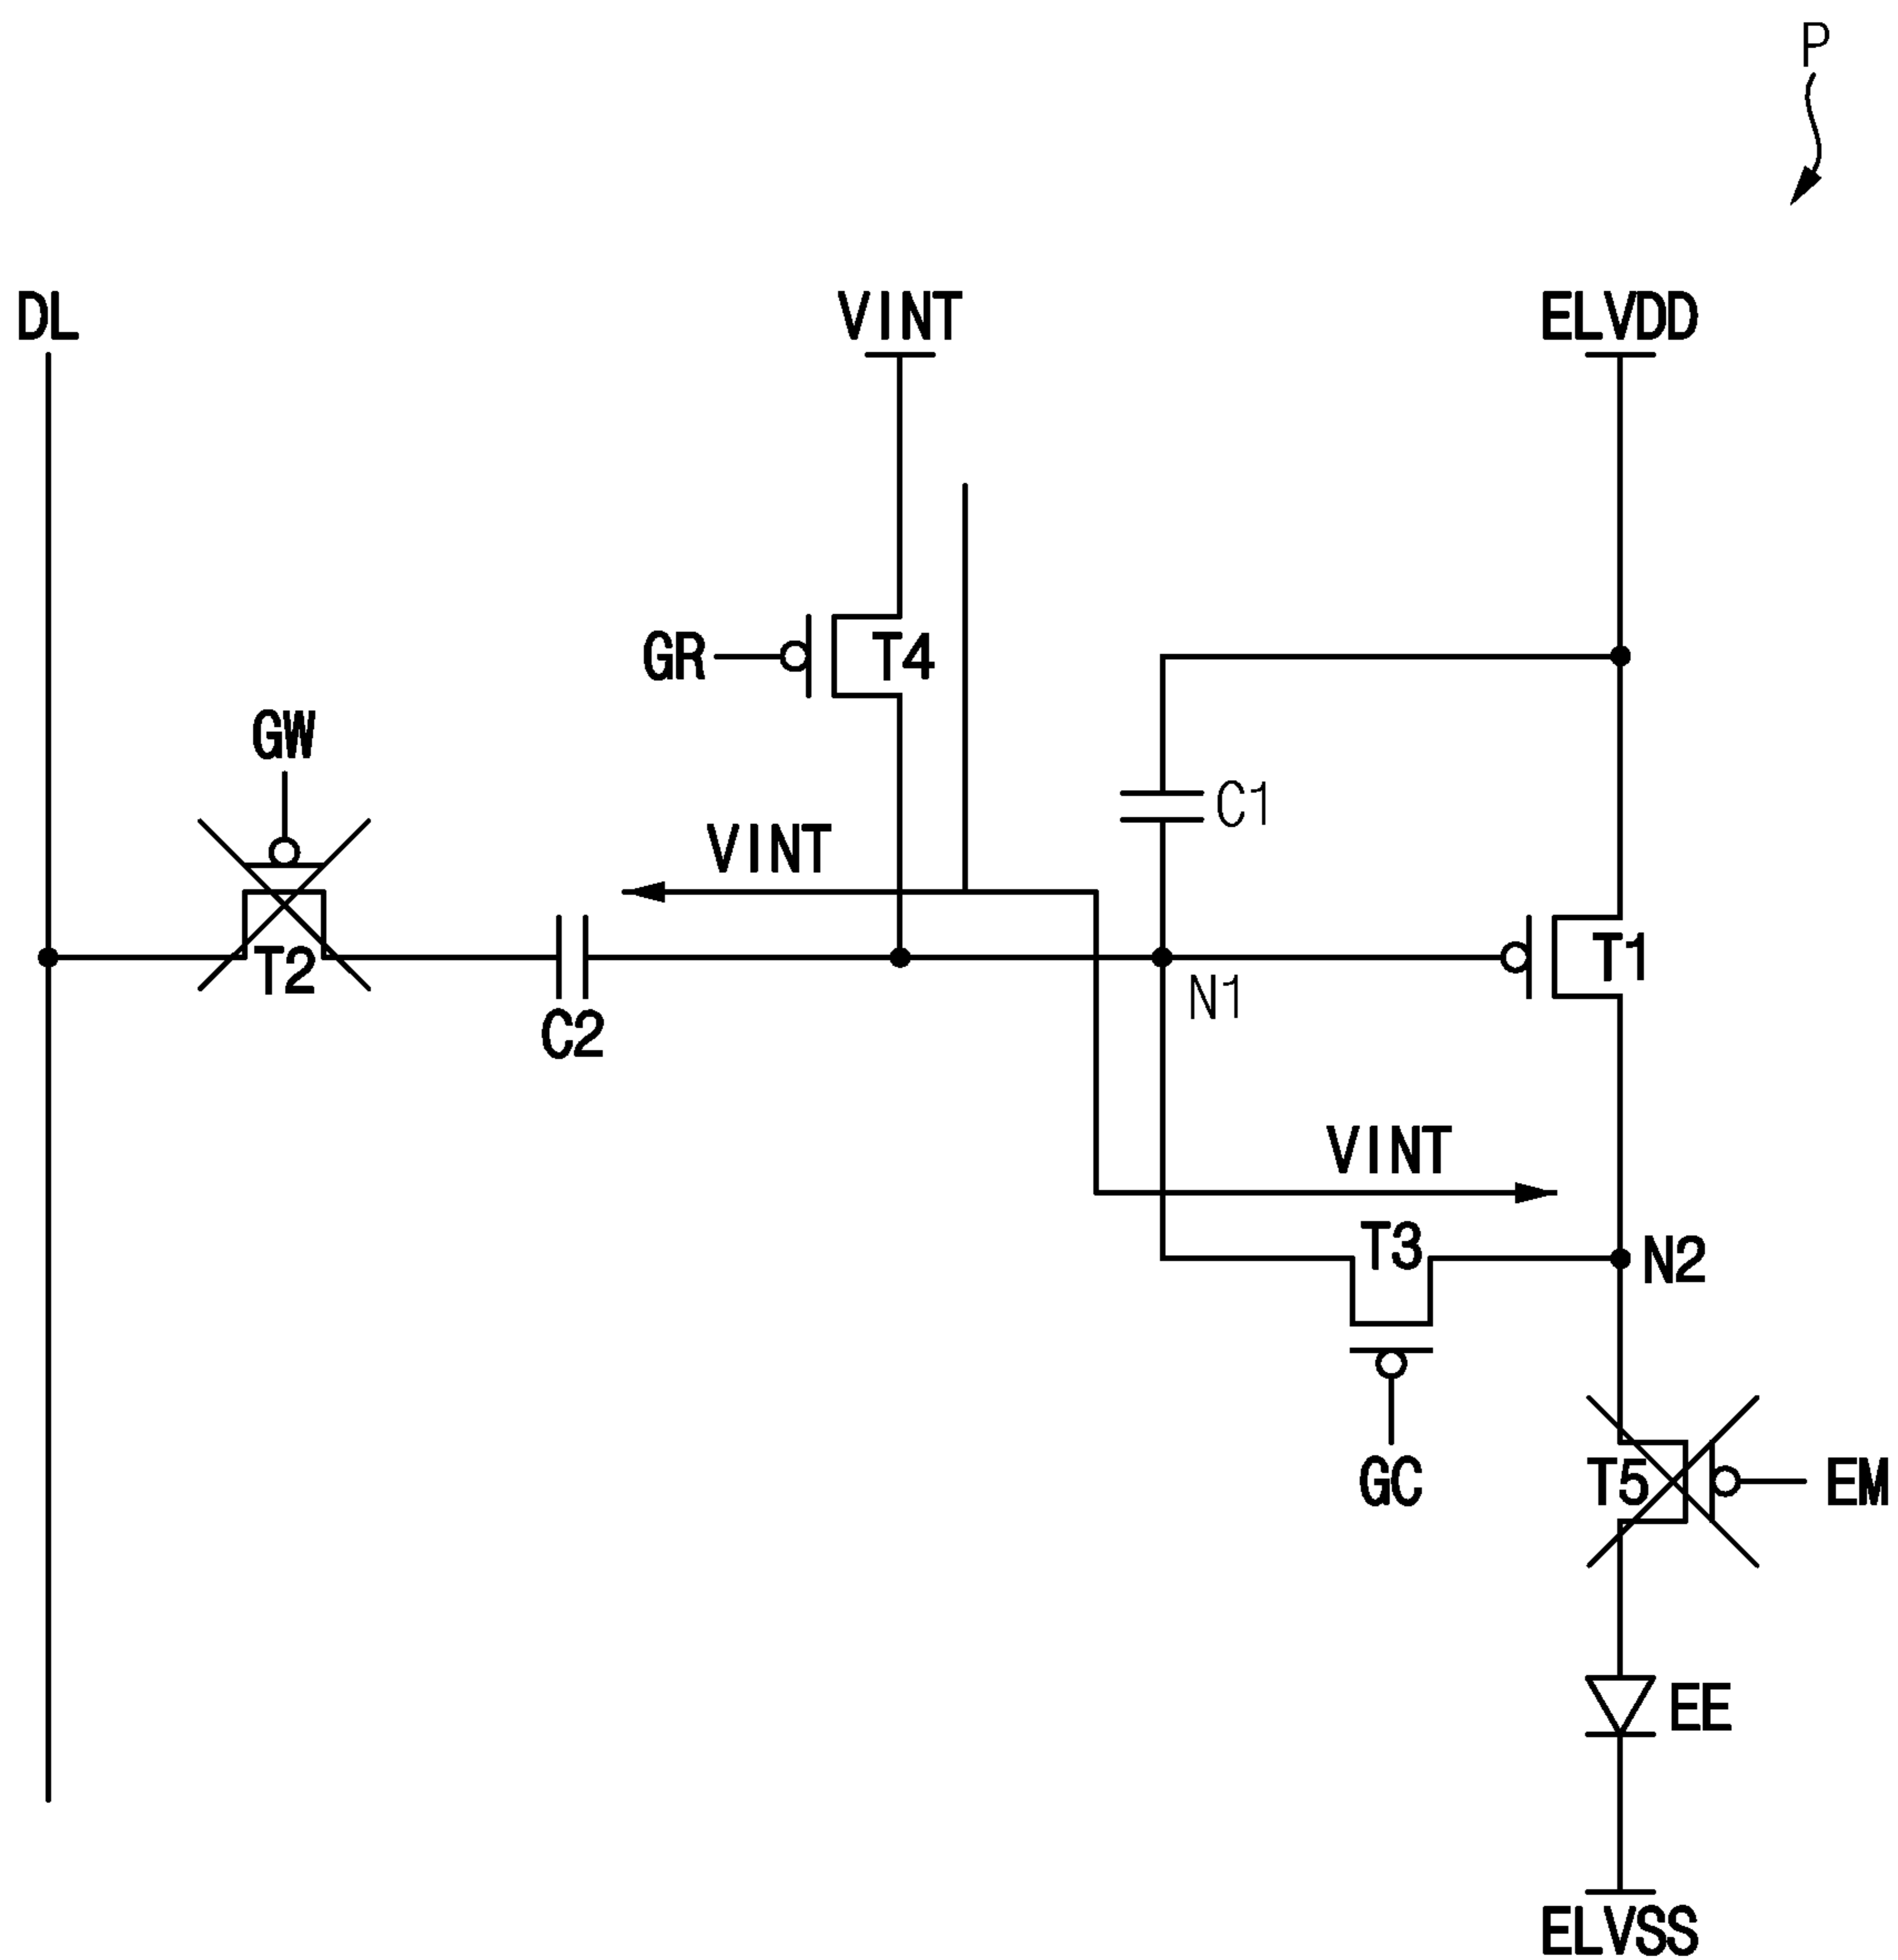 P
DL
VINT
ELVDD
GR
T4
GW
C1
VINT
T2
T1
N1
C2
VINT
T3
N2
GC
T5
EM
EE
ELVSS